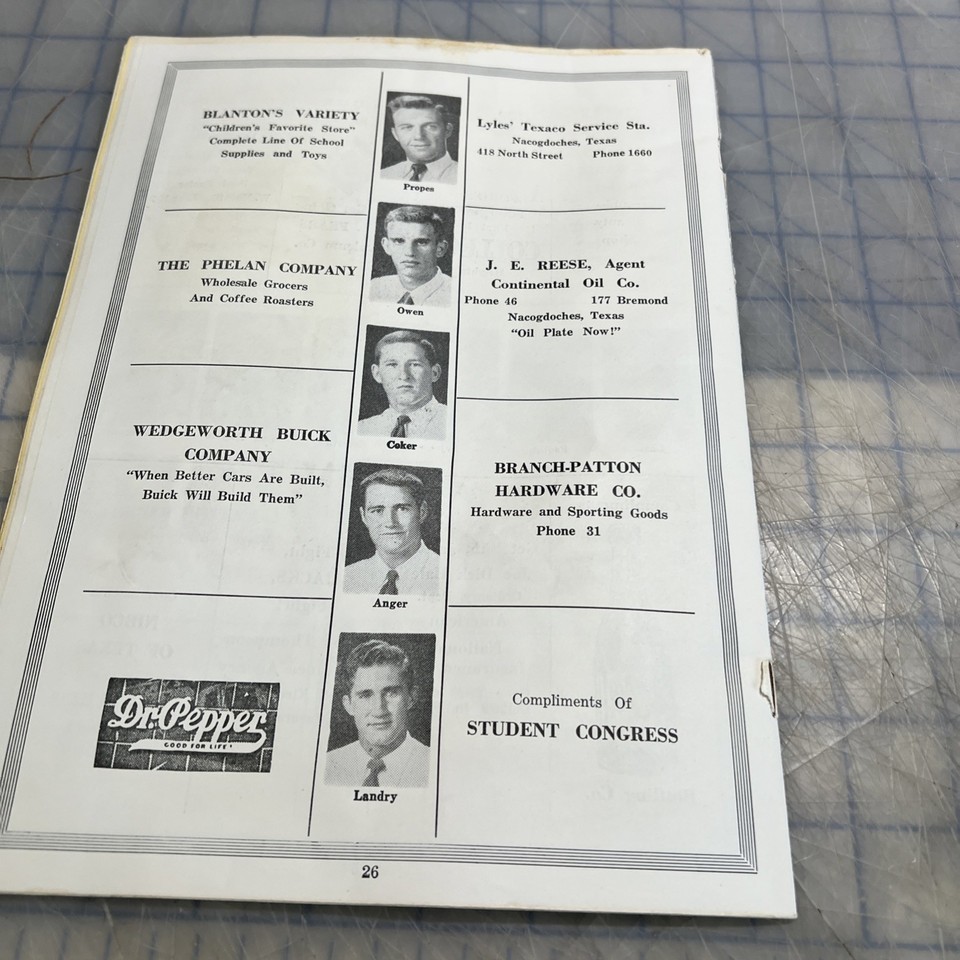 BLANTON'S VARIETY
"Children's Favorite Store"
Complete Line Of School
Supplies and Toys
THE PHELAN COMPANY
Wholesale Grocers
And Coffee Roasters
WEDGEWORTH BUICK
COMPANY
"When Better Cars Are Built,
Buick Will Build Them"
Dr. Pepper
GOOD FOR LIFE!
Propes
Owen
Coker
Anger
Landry
Lyles' Texaco Service Sta.
Nacogdoches, Texas
418 North Street Phone 1660
J. E. REESE, Agent
Continental Oil Co.
Phone 46 177 Bremond
Nacogdoches, Texas
"Oil Plate Now!"
BRANCH-PATTON
HARDWARE CO.
Hardware and Sporting Goods
Phone 31
Compliments Of
STUDENT CONGRESS
26